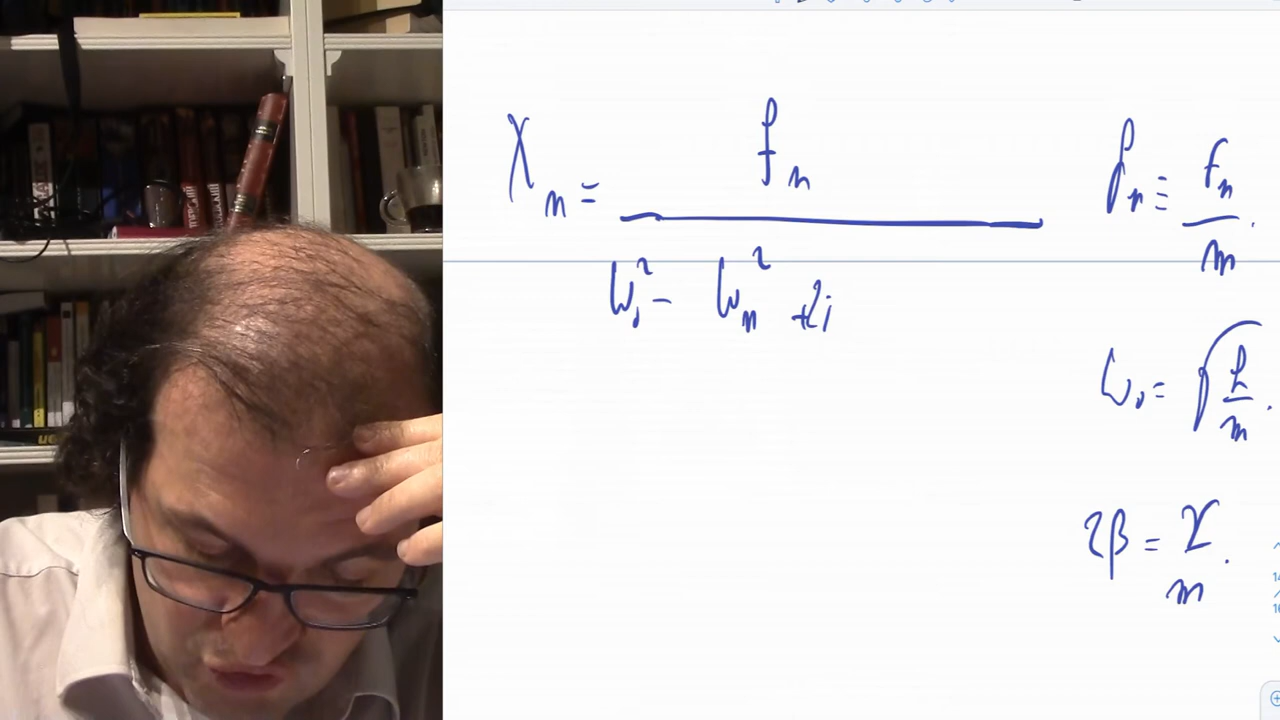 X_n = f_n / (ω_0^2 - ω_n^2 + 2i
f_n ≡ F_n / m.
ω_0 = √(k/m).
2β = γ / m.